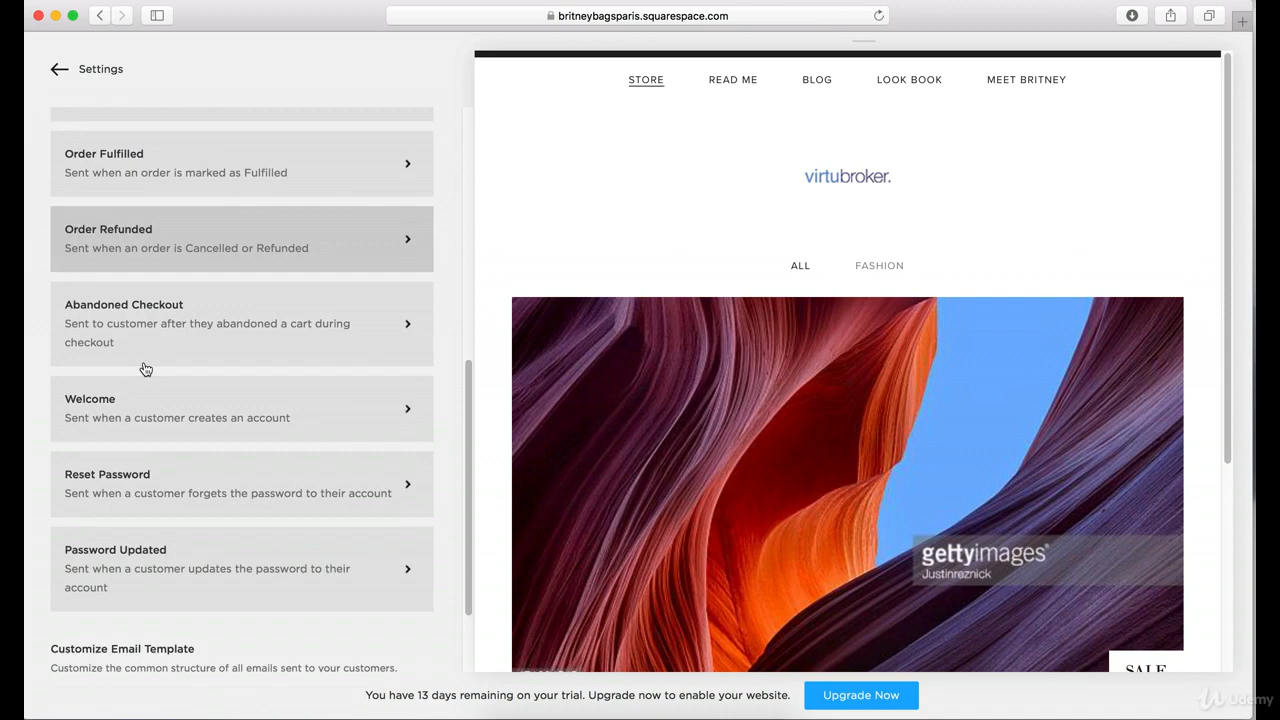 britneybagsparis.squarespace.com
Settings
Order Fulfilled
Sent when an order is marked as Fulfilled
Order Refunded
Sent when an order is Cancelled or Refunded
Abandoned Checkout
Sent to customer after they abandoned a cart during
checkout
Welcome
Sent when a customer creates an account
Reset Password
Sent when a customer forgets the password to their account
Password Updated
Sent when a customer updates the password to their
account
Customize Email Template
Customize the common structure of all emails sent to your customers.
STORE READ ME BLOG LOOK BOOK MEET BRITNEY
virtubroker.
ALL FASHION
gettyimages®
Justinreznick
SALE
You have 13 days remaining on your trial. Upgrade now to enable your website. Upgrade Now
Udemy